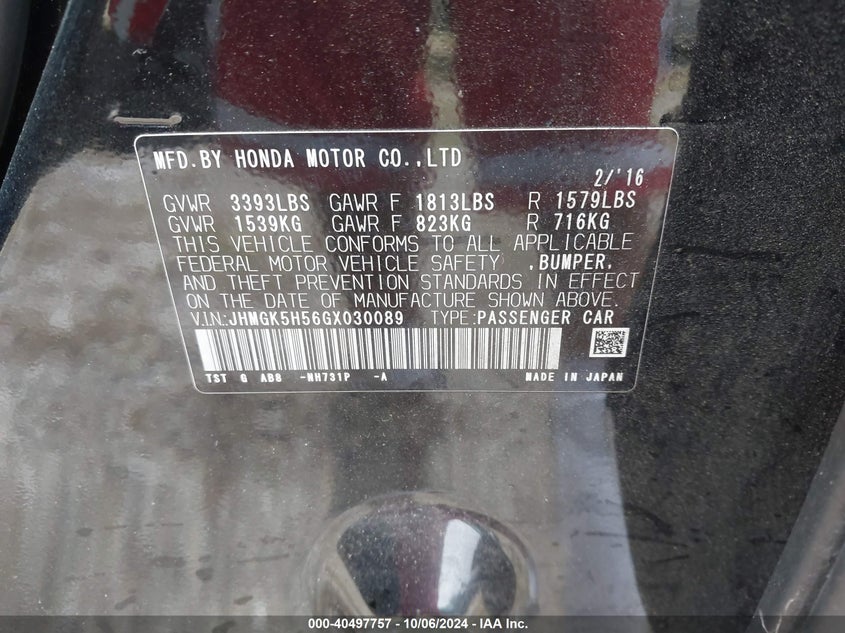 MFD.BY HONDA MOTOR CO.,LTD
2/'16
GVWR 3393LBS GAWR F 1813LBS R 1579LBS
GVWR 1539KG GAWR F 823KG R 716KG
THIS VEHICLE CONFORMS TO ALL APPLICABLE
FEDERAL MOTOR VEHICLE SAFETY ,BUMPER,
AND THEFT PREVENTION STANDARDS IN EFFECT
ON THE DATE OF MANUFACTURE SHOWN ABOVE.
V.I.N:JHMGK5H56GX030089 TYPE:PASSENGER CAR
TST G AB8 -NH731P -A MADE IN JAPAN
000-40497757 - 10/06/2024 - IAA Inc.